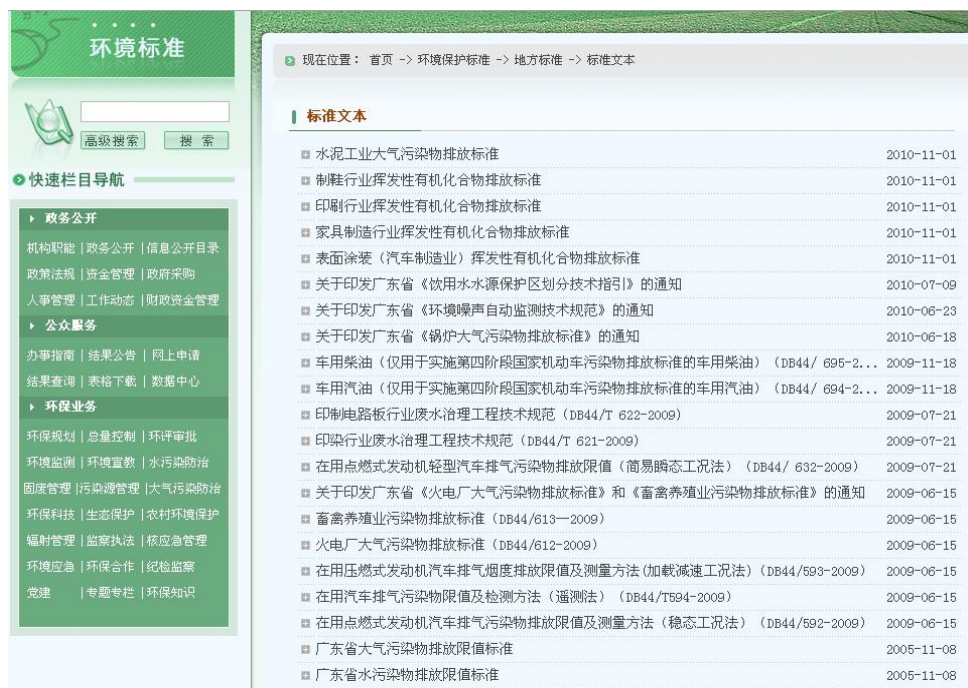 环境标准
高级搜索 搜 索
快速栏目导航
政务公开
机构职能 | 政务公开 | 信息公开目录
政策法规 | 资金管理 | 政府采购
人事管理 | 工作动态 | 财政资金管理
公众服务
办事指南 | 结果公告 | 网上申请
结果查询 | 表格下载 | 数据中心
环保业务
环保规划 | 总量控制 | 环评审批
环境监测 | 环境宣教 | 水污染防治
固废管理 | 污染源管理 | 大气污染防治
环保科技 | 生态保护 | 农村环境保护
辐射管理 | 监察执法 | 核应急管理
环境应急 | 环保合作 | 纪检监察
党建 | 专题专栏 | 环保知识
现在位置： 首页 -> 环境保护标准 -> 地方标准 -> 标准文本
标准文本
水泥工业大气污染物排放标准 2010-11-01
制鞋行业挥发性有机化合物排放标准 2010-11-01
印刷行业挥发性有机化合物排放标准 2010-11-01
家具制造行业挥发性有机化合物排放标准 2010-11-01
表面涂装（汽车制造业）挥发性有机化合物排放标准 2010-11-01
关于印发广东省《饮用水水源保护区划分技术指引》的通知 2010-07-09
关于印发广东省《环境噪声自动监测技术规范》的通知 2010-06-23
关于印发广东省《锅炉大气污染物排放标准》的通知 2010-06-18
车用柴油（仅用于实施第四阶段国家机动车污染物排放标准的车用柴油）（DB44/ 695-2... 2009-11-18
车用汽油（仅用于实施第四阶段国家机动车污染物排放标准的车用汽油）（DB44/ 694-2... 2009-11-18
印制电路板行业废水治理工程技术规范（DB44/T 622-2009） 2009-07-21
印染行业废水治理工程技术规范（DB44/T 621-2009） 2009-07-21
在用点燃式发动机轻型汽车排气污染物排放限值（简易瞬态工况法）（DB44/ 632-2009） 2009-07-21
关于印发广东省《火电厂大气污染物排放标准》和《畜禽养殖业污染物排放标准》的通知 2009-06-15
畜禽养殖业污染物排放标准（DB44/613—2009） 2009-06-15
火电厂大气污染物排放标准（DB44/612-2009） 2009-06-15
在用压燃式发动机汽车排气烟度排放限值及测量方法(加载减速工况法)（DB44/593-2009） 2009-06-15
在用汽车排气污染物限值及检测方法（遥测法）（DB44/T594-2009） 2009-06-15
在用点燃式发动机汽车排气污染物排放限值及测量方法（稳态工况法）（DB44/592-2009） 2009-06-15
广东省大气污染物排放限值标准 2005-11-08
广东省水污染物排放限值标准 2005-11-08